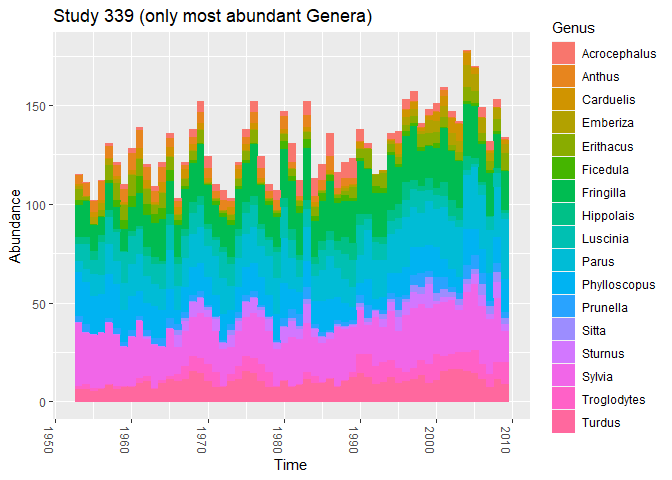 Study 339 (only most abundant Genera)
Abundance
150
100
50
0
1950
1960
1970
1980
1990
2000
2010
Time
Genus
Acrocephalus
Anthus
Carduelis
Emberiza
Erithacus
Ficedula
Fringilla
Hippolais
Luscinia
Parus
Phylloscopus
Prunella
Sitta
Sturnus
Sylvia
Troglodytes
Turdus